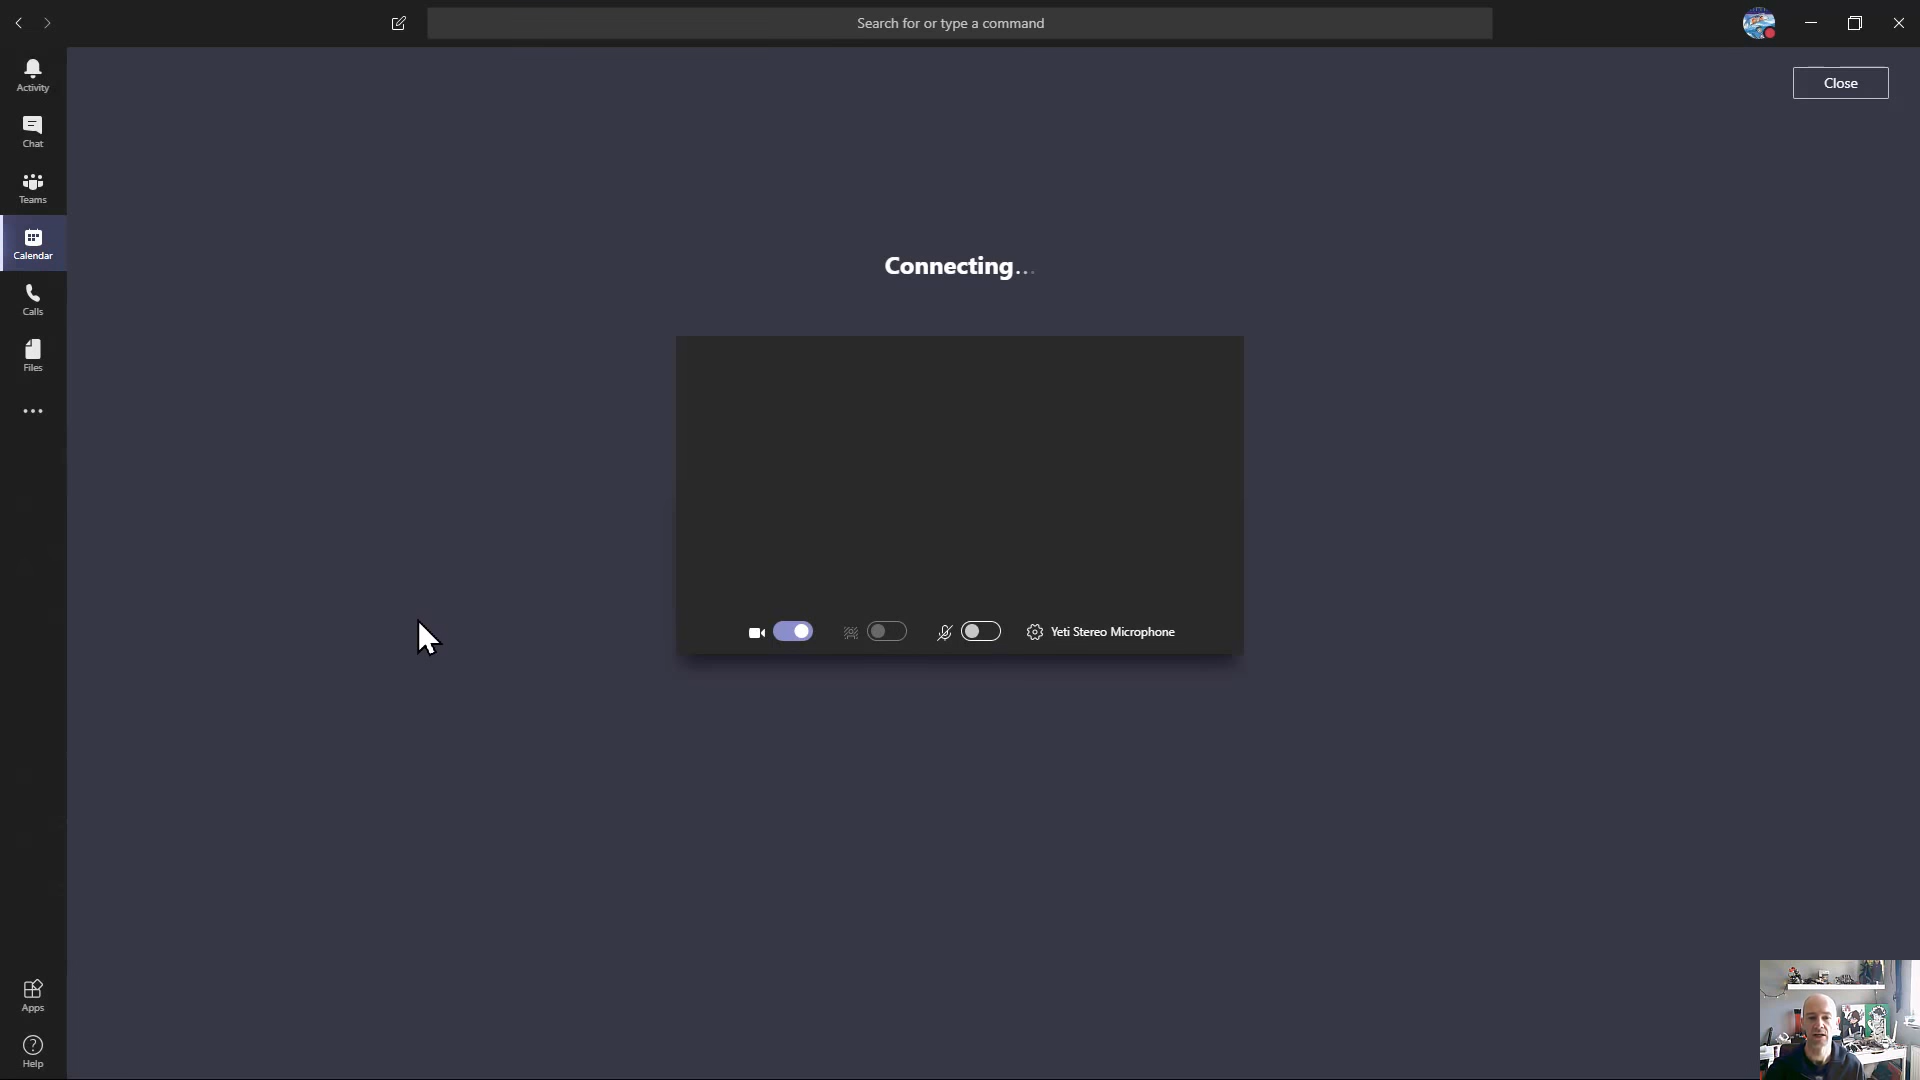 Search for or type a command
Close
Activity
Chat
Teams
Calendar
Calls
Files
Connecting...
Yeti Stereo Microphone
Apps
Help